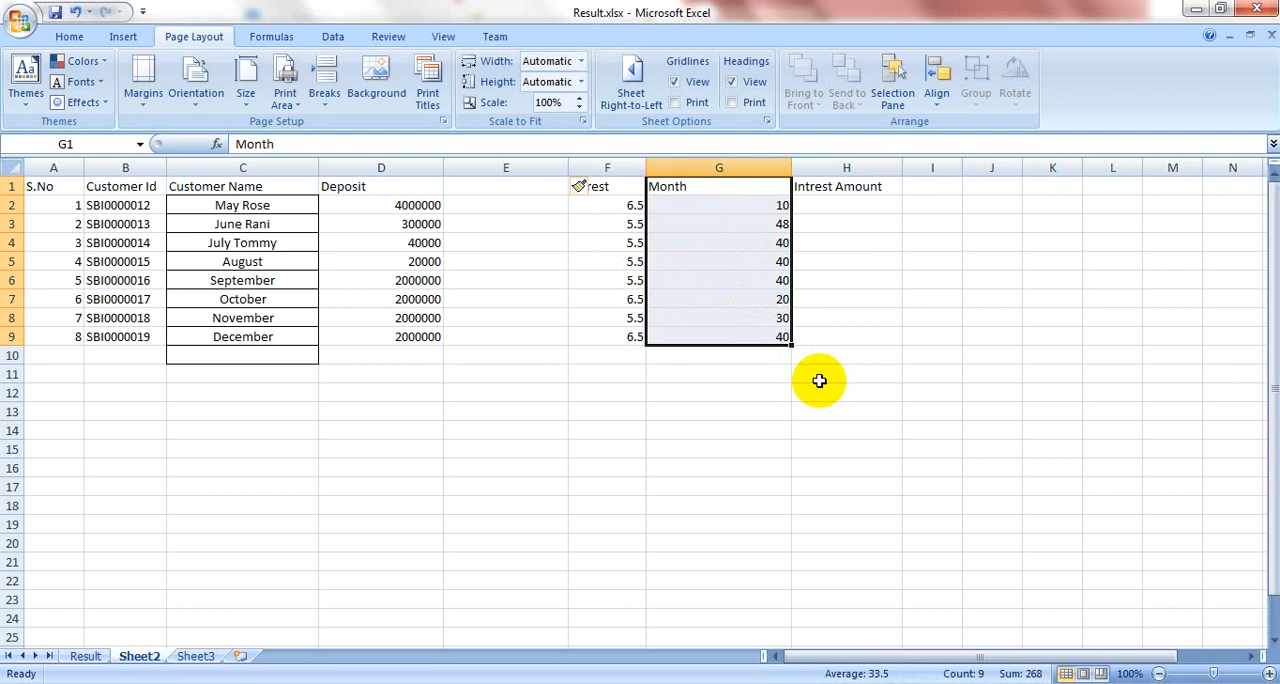 Result.xlsx - Microsoft Excel
Home Insert Page Layout Formulas Data Review View Team
Themes Colors Fonts Effects Margins Orientation Size Print Area Breaks Background Print Titles Width: Automatic Height: Automatic Scale: 100% Sheet Right-to-Left Gridlines View Print Headings View Print Bring to Front Send to Back Selection Pane Align Group Rotate
Themes Page Setup Scale to Fit Sheet Options Arrange
G1 fx Month
A B C D E F G H I J K L M N
1 S.No Customer Id Customer Name Deposit rest Month Intrest Amount
2 1 SBI0000012 May Rose 4000000 6.5 10
3 2 SBI0000013 June Rani 300000 5.5 48
4 3 SBI0000014 July Tommy 40000 5.5 40
5 4 SBI0000015 August 20000 5.5 40
6 5 SBI0000016 September 2000000 5.5 40
7 6 SBI0000017 October 2000000 6.5 20
8 7 SBI0000018 November 2000000 5.5 30
9 8 SBI0000019 December 2000000 6.5 40
10
11
12
13
14
15
16
17
18
19
20
21
22
23
24
25
Result Sheet2 Sheet3
Ready Average: 33.5 Count: 9 Sum: 268 100%